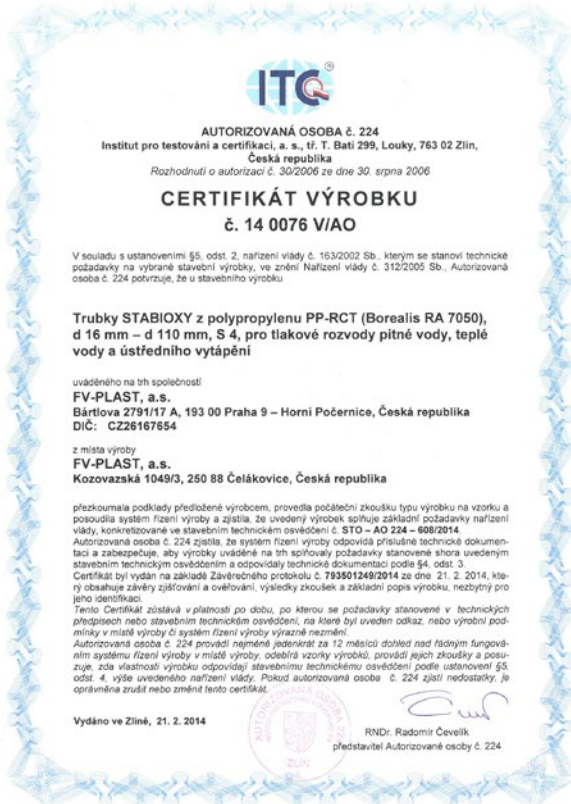 ITC ®
AUTORIZOVANÁ OSOBA č. 224
Institut pro testování a certifikaci, a. s., tř. T. Bati 299, Louky, 763 02 Zlín,
Česká republika
Rozhodnutí o autorizaci č. 30/2006 ze dne 30. srpna 2006
CERTIFIKÁT VÝROBKU
č. 14 0076 V/AO
V souladu s ustanoveními §5, odst. 2, nařízení vlády č. 163/2002 Sb., kterým se stanoví technické
požadavky na vybrané stavební výrobky, ve znění Nařízení vlády č. 312/2005 Sb., Autorizovaná
osoba č. 224 potvrzuje, že u stavebního výrobku
Trubky STABIOXY z polypropylenu PP-RCT (Borealis RA 7050),
d 16 mm – d 110 mm, S 4, pro tlakové rozvody pitné vody, teplé
vody a ústředního vytápění
uváděného na trh společností
FV-PLAST, a.s.
Bártlova 2791/17 A, 193 00 Praha 9 – Horní Počernice, Česká republika
DIČ: CZ26167654
z místa výroby
FV-PLAST, a.s.
Kozovazská 1049/3, 250 88 Čelákovice, Česká republika
přezkoumala podklady předložené výrobcem, provedla počáteční zkoušku typu výrobku na vzorku a
posoudila systém řízení výroby a zjistila, že uvedený výrobek splňuje základní požadavky nařízení
vlády, konkretizované ve stavebním technickém osvědčení č. STO – AO 224 – 608/2014.
Autorizovaná osoba č. 224 zjistila, že systém řízení výroby odpovídá příslušné technické dokumen-
taci a zabezpečuje, aby výrobky uváděné na trh splňovaly požadavky stanovené shora uvedeným
stavebním technickým osvědčením a odpovídaly technické dokumentaci podle §4, odst. 3.
Certifikát byl vydán na základě Závěrečného protokolu č. 793501249/2014 ze dne 21. 2. 2014, kte-
rý obsahuje závěry zjišťování a ověřování, výsledky zkoušek a základní popis výrobku, nezbytný pro
jeho identifikaci.
Tento Certifikát zůstává v platnosti po dobu, po kterou se požadavky stanovené v technických
předpisech nebo stavebním technickém osvědčení, na které byl uveden odkaz, nebo výrobní pod-
mínky v místě výroby či systém řízení výroby výrazně nezmění.
Autorizovaná osoba č. 224 provádí nejméně jedenkrát za 12 měsíců dohled nad řádným fungová-
ním systému řízení výroby v místě výroby, odebírá vzorky výrobků, provádí jejich zkoušky a posu-
zuje, zda vlastnosti výrobku odpovídají stavebnímu technickému osvědčení podle ustanovení §5,
odst. 4, výše uvedeného nařízení vlády. Pokud autorizovaná osoba č. 224 zjistí nedostatky, je
oprávněna zrušit nebo změnit tento certifikát.
Vydáno ve Zlíně, 21. 2. 2014
AUTORIZOVANÁ OSOBA 224
ZLÍN
RNDr. Radomír Čevelík
představitel Autorizované osoby č. 224